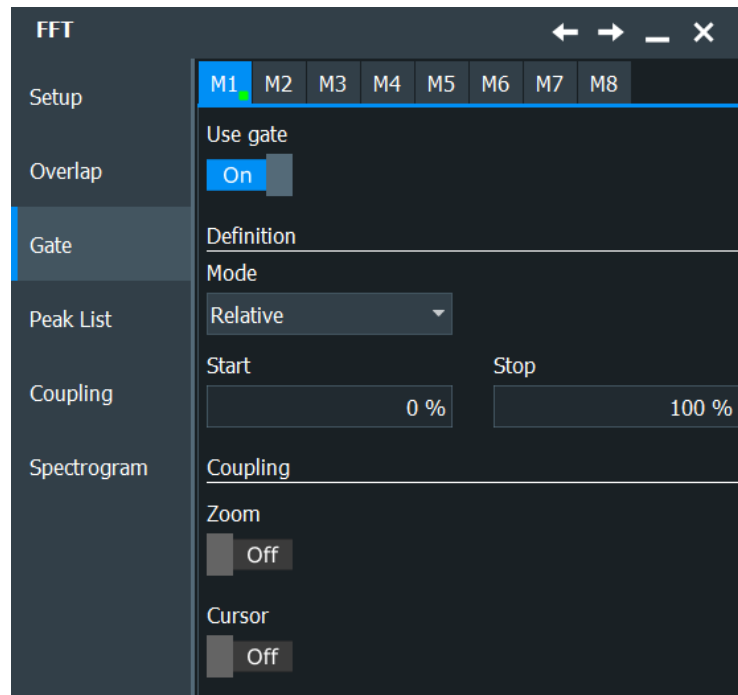 FFT
Setup
Overlap
Gate
Peak List
Coupling
Spectrogram
M1 M2 M3 M4 M5 M6 M7 M8
Use gate
On
Definition
Mode
Relative
Start Stop
0 % 100 %
Coupling
Zoom
Off
Cursor
Off